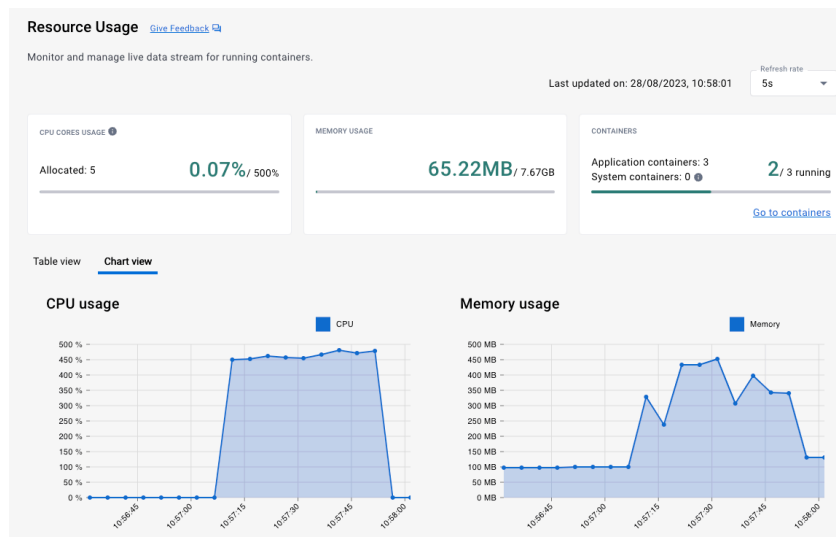 Resource Usage Give Feedback
Monitor and manage live data stream for running containers.
Last updated on: 28/08/2023, 10:58:01
Refresh rate
5s
CPU CORES USAGE
Allocated: 5
0.07%/ 500%
MEMORY USAGE
65.22MB/ 7.67GB
CONTAINERS
Application containers: 3
System containers: 0
2/ 3 running
Go to containers
Table view Chart view
CPU usage
CPU
500 %
450 %
400 %
350 %
300 %
250 %
200 %
150 %
100 %
50 %
0 %
10:56:45
10:57:00
10:57:15
10:57:30
10:57:45
10:58:00
Memory usage
Memory
500 MB
450 MB
400 MB
350 MB
300 MB
250 MB
200 MB
150 MB
100 MB
50 MB
0 MB
10:56:45
10:57:00
10:57:15
10:57:30
10:57:45
10:58:00